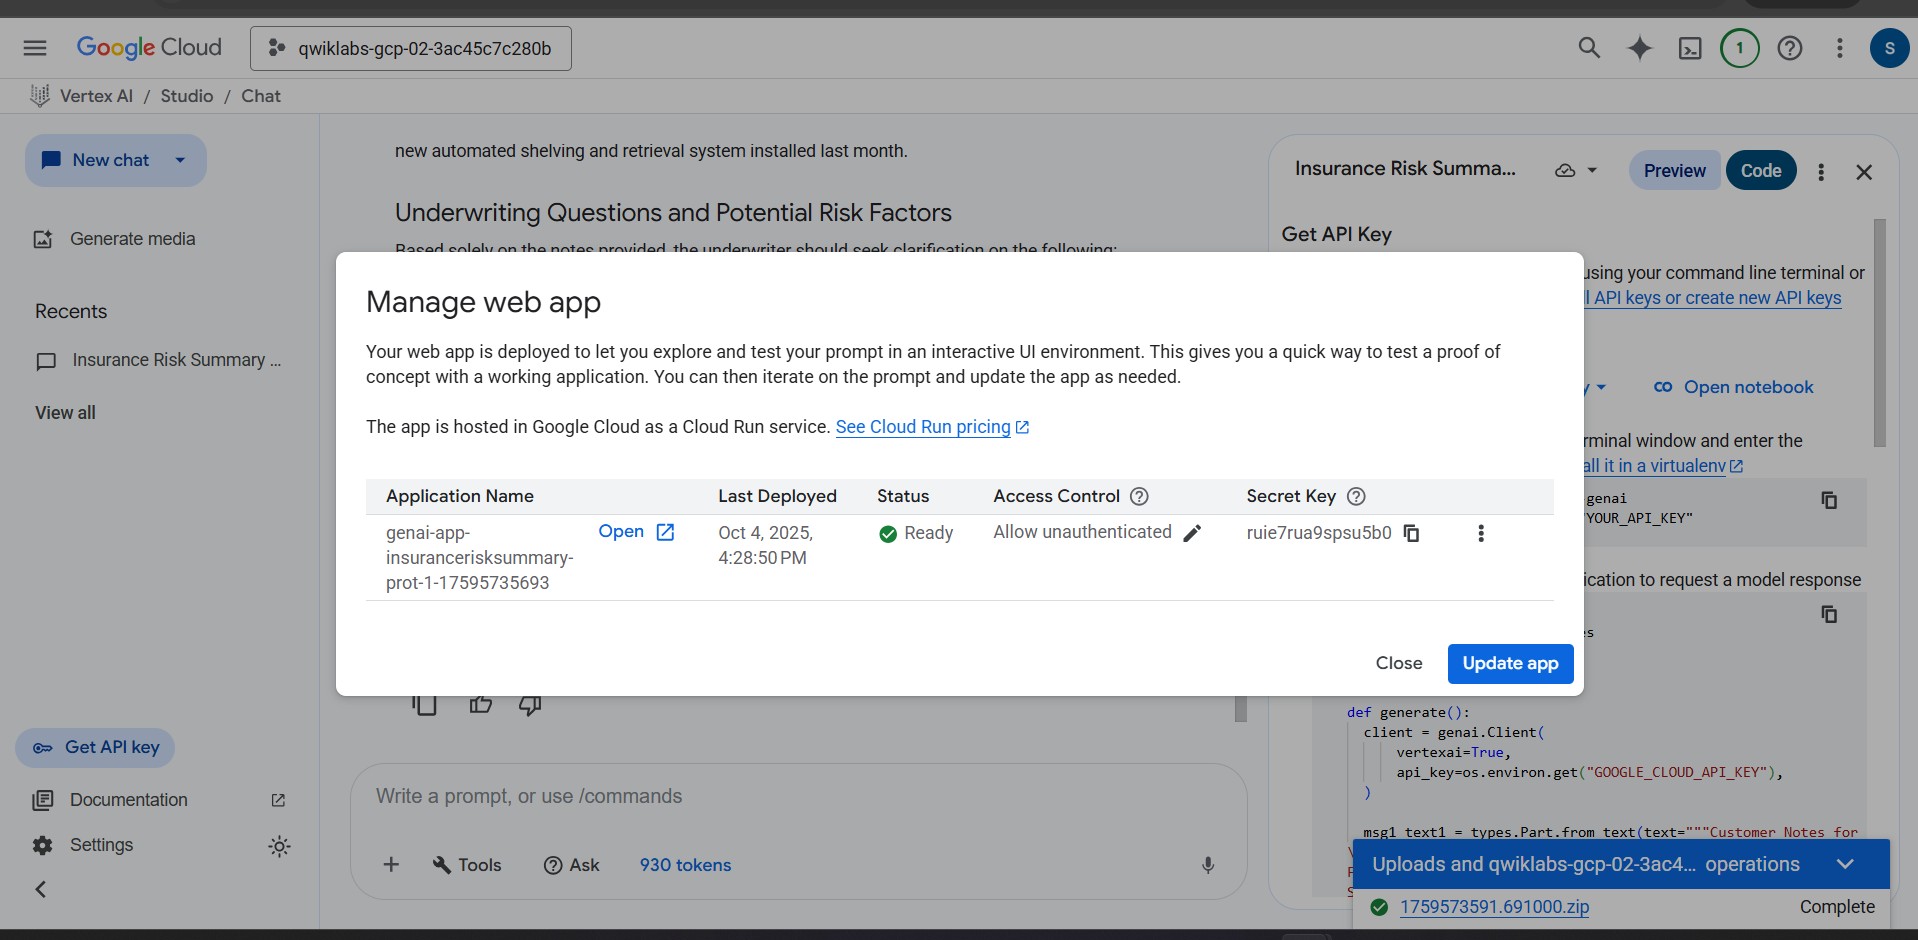 Google Cloud
qwiklabs-gcp-02-3ac45c7c280b
1
S
Vertex AI / Studio / Chat
New chat
Generate media
Recents
Insurance Risk Summary ...
View all
Get API key
Documentation
Settings
new automated shelving and retrieval system installed last month.
Underwriting Questions and Potential Risk Factors
Based solely on the notes provided, the underwriter should seek clarification on the following:
Manage web app
Your web app is deployed to let you explore and test your prompt in an interactive UI environment. This gives you a quick way to test a proof of
concept with a working application. You can then iterate on the prompt and update the app as needed.
The app is hosted in Google Cloud as a Cloud Run service. See Cloud Run pricing
Application Name Last Deployed Status Access Control Secret Key
genai-app-
insurancerisksummary-
prot-1-17595735693
Open
Oct 4, 2025,
4:28:50 PM
Ready
Allow unauthenticated
ruie7rua9spsu5b0
Close
Update app
Write a prompt, or use /commands
Tools
Ask
930 tokens
Insurance Risk Summa...
Preview
Code
Get API Key
using your command line terminal or
API keys or create new API keys
Open notebook
rminal window and enter the
all it in a virtualenv
genai
"YOUR_API_KEY"
ication to request a model response
def generate():
client = genai.Client(
vertexai=True,
api_key=os.environ.get("GOOGLE_CLOUD_API_KEY"),
)
msg1_text1 = types.Part.from_text(text="""Customer Notes for
Uploads and qwiklabs-gcp-02-3ac4... operations
1759573591.691000.zip
Complete